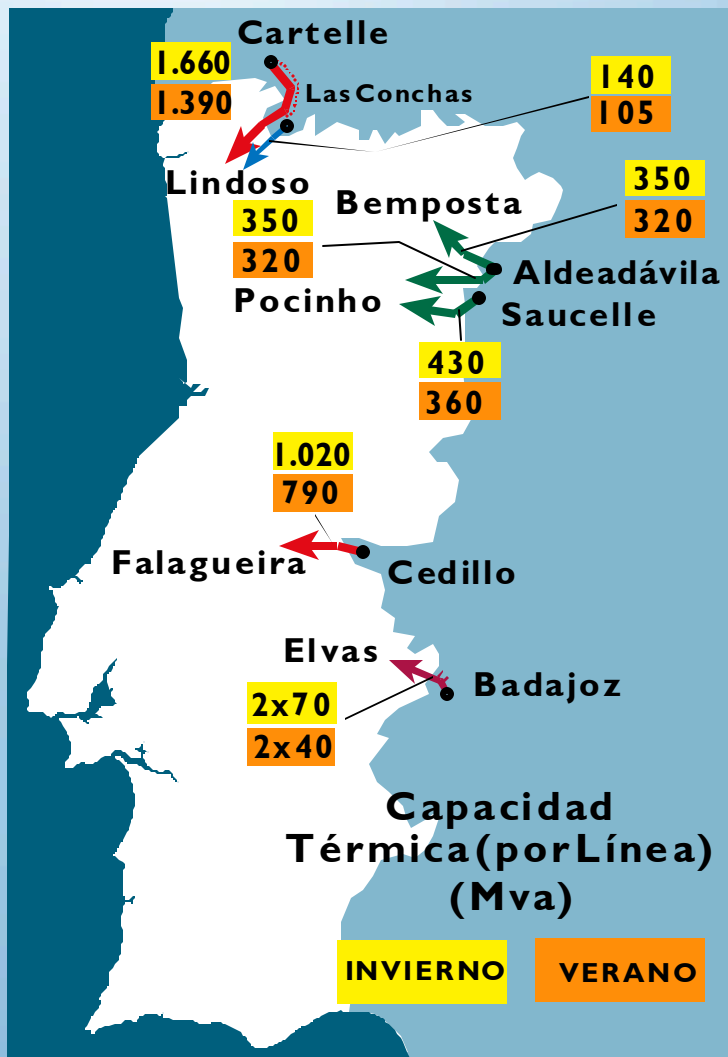 Cartelle
1.660
1.390
Las Conchas
140
105
Lindoso
Bemposta
350
320
350
320
Aldeadávila
Pocinho
Saucelle
430
360
1.020
790
Falagueira
Cedillo
Elvas
Badajoz
2x70
2x40
Capacidad
Térmica (por Línea)
(Mva)
INVIERNO
VERANO